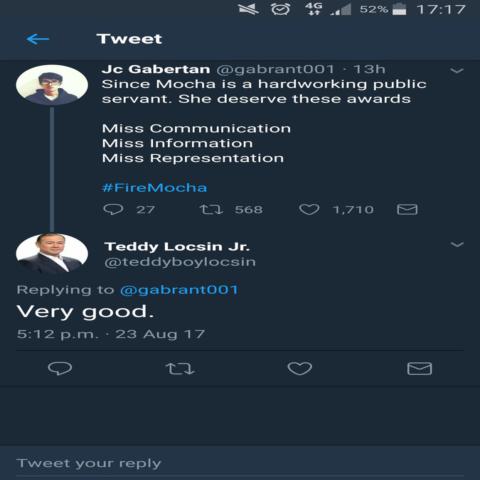 4G 52% 17:17
Tweet
Jc Gabertan @gabrant001 · 13h
Since Mocha is a hardworking public
servant. She deserve these awards
Miss Communication
Miss Information
Miss Representation
#FireMocha
27 568 1,710
Teddy Locsin Jr.
@teddyboylocsin
Replying to @gabrant001
Very good.
5:12 p.m. · 23 Aug 17
Tweet your reply